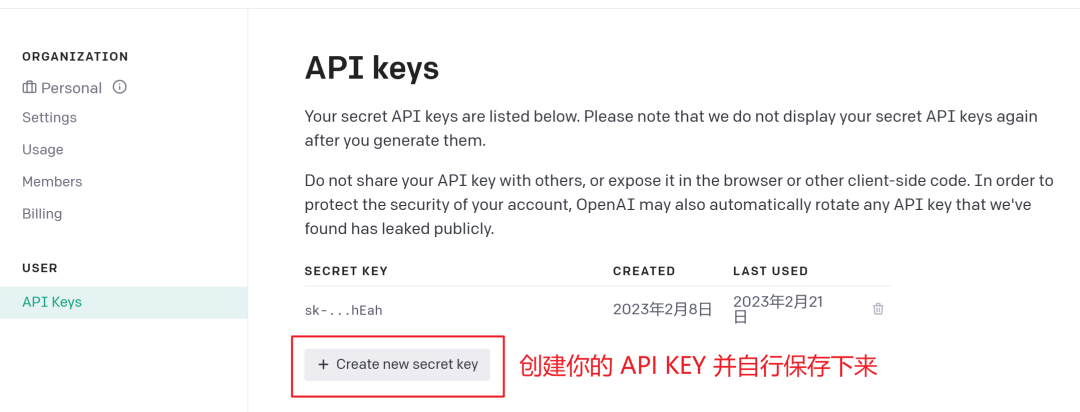 ORGANIZATION
Personal
Settings
Usage
Members
Billing
USER
API Keys
API keys
Your secret API keys are listed below. Please note that we do not display your secret API keys again
after you generate them.
Do not share your API key with others, or expose it in the browser or other client-side code. In order to
protect the security of your account, OpenAI may also automatically rotate any API key that we've
found has leaked publicly.
SECRET KEY CREATED LAST USED
sk-...hEah 2023年2月8日 2023年2月21
日
+ Create new secret key 创建你的 API KEY 并自行保存下来